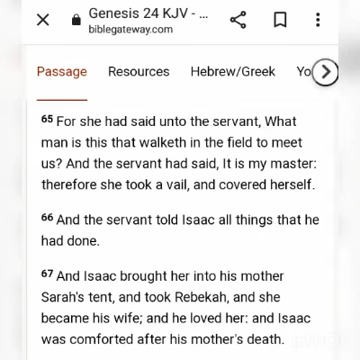 Genesis 24 KJV - ...
biblegateway.com
Passage Resources Hebrew/Greek Yo
65 For she had said unto the servant, What
man is this that walketh in the field to meet
us? And the servant had said, It is my master:
therefore she took a vail, and covered herself.
66 And the servant told Isaac all things that he
had done.
67 And Isaac brought her into his mother
Sarah's tent, and took Rebekah, and she
became his wife; and he loved her: and Isaac
was comforted after his mother's death.